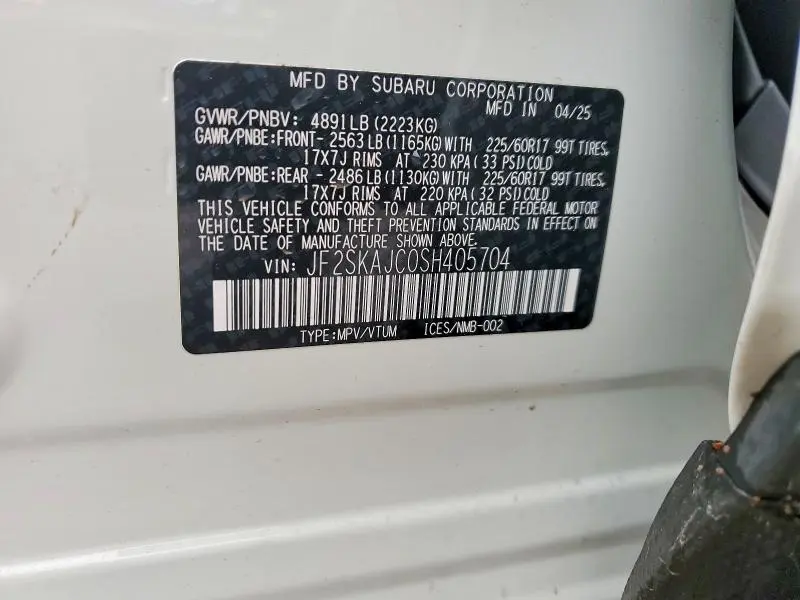 MFD BY SUBARU CORPORATION
MFD IN 04/25
GVWR/PNBV: 4891LB(2223KG)
GAWR/PNBE:FRONT- 2563LB(1165KG)WITH 225/60R17 99T TIRES,
17X7J RIMS AT 230 KPA(33 PSI)COLD
GAWR/PNBE:REAR - 2486LB(1130KG)WITH 225/60R17 99T TIRES,
17X7J RIMS AT 220 KPA(32 PSI)COLD
THIS VEHICLE CONFORMS TO ALL APPLICABLE FEDERAL MOTOR
VEHICLE SAFETY AND THEFT PREVENTION STANDARDS IN EFFECT ON
THE DATE OF MANUFACTURE SHOWN ABOVE.
VIN: JF2SKAJC0SH405704
TYPE:MPV/VTUM ICES/NMB-002